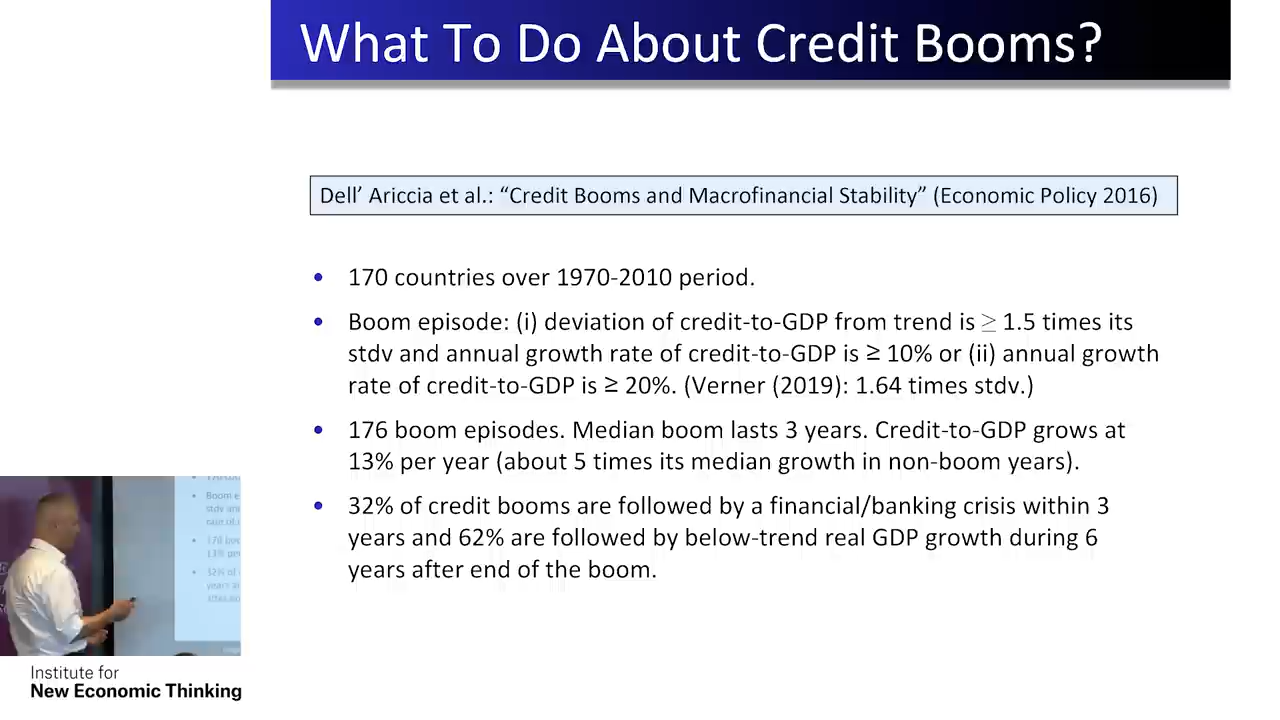 What To Do About Credit Booms?
Dell’ Ariccia et al.: “Credit Booms and Macrofinancial Stability” (Economic Policy 2016)
• 170 countries over 1970-2010 period.
• Boom episode: (i) deviation of credit-to-GDP from trend is ≥ 1.5 times its
stdv and annual growth rate of credit-to-GDP is ≥ 10% or (ii) annual growth
rate of credit-to-GDP is ≥ 20%. (Verner (2019): 1.64 times stdv.)
• 176 boom episodes. Median boom lasts 3 years. Credit-to-GDP grows at
13% per year (about 5 times its median growth in non-boom years).
• 32% of credit booms are followed by a financial/banking crisis within 3
years and 62% are followed by below-trend real GDP growth during 6
years after end of the boom.
Institute for
New Economic Thinking